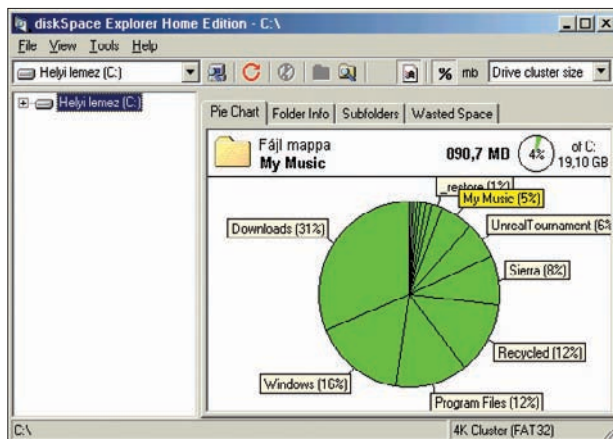 diskSpace Explorer Home Edition - C:\
File View Tools Help
Helyi lemez (C:) % mb Drive cluster size
Helyi lemez (C:)
Pie Chart Folder Info Subfolders Wasted Space
Fájl mappa
My Music
890,7 MD 4% of C: 19,10 GB
_restore (1%)
My Music (5%)
UnrealTournament (6%
Downloads (31%)
Sierra (8%)
Recycled (12%)
Windows (16%)
Program Files (12%)
C:\ 4K Cluster (FAT32)